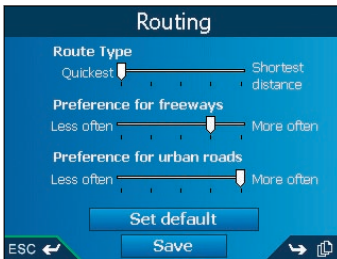 Routing
Route Type
Quickest Shortest distance
Preference for freeways
Less often More often
Preference for urban roads
Less often More often
Set default
ESC Save